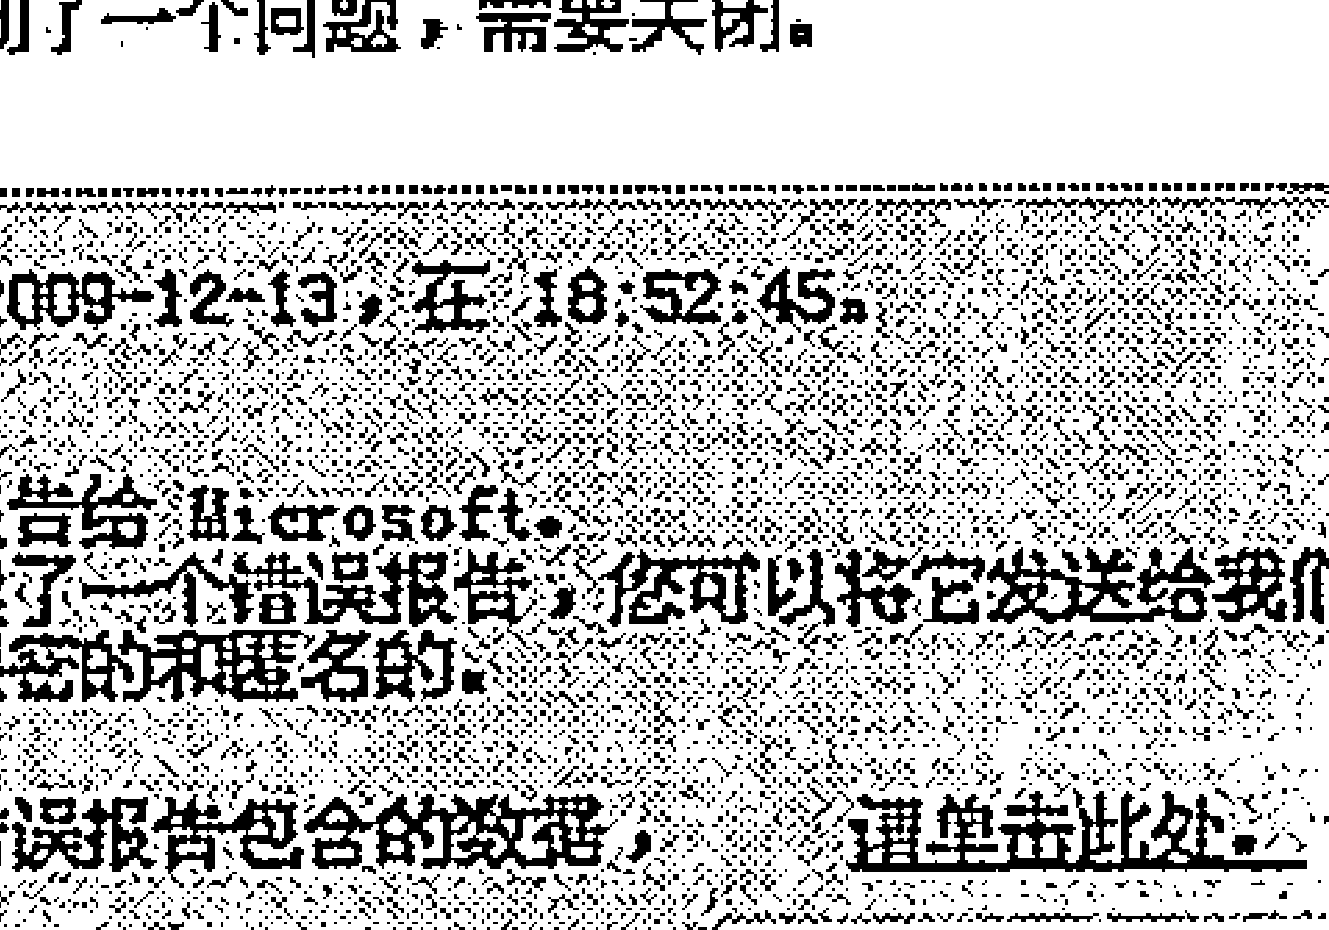 了一个问题，需要关闭。
009-12-13，在 18:52:45。
告给 Microsoft。
了一个错误报告，您可以将它发送给我们
密的和匿名的。
误报告包含的数据， 请单击此处。